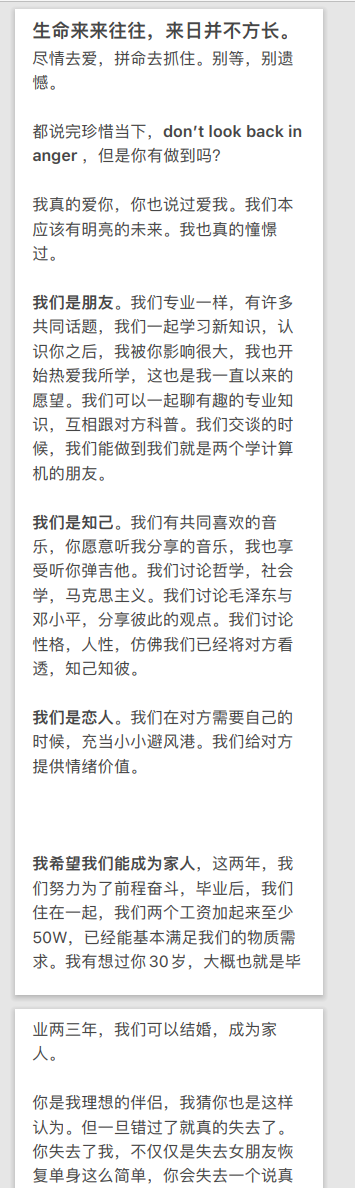 生命来来往往，来日并不方长。
尽情去爱，拼命去抓住。别等，别遗
憾。
都说完珍惜当下，don’t look back in
anger ，但是你有做到吗?
我真的爱你，你也说过爱我。我们本
应该有明亮的未来。我也真的憧憬
过。
我们是朋友。我们专业一样，有许多
共同话题，我们一起学习新知识，认
识你之后，我被你影响很大，我也开
始热爱我所学，这也是我一直以来的
愿望。我们可以一起聊有趣的专业知
识，互相跟对方科普。我们交谈的时
候，我们能做到我们就是两个学计算
机的朋友。
我们是知己。我们有共同喜欢的音
乐，你愿意听我分享的音乐，我也享
受听你弹吉他。我们讨论哲学，社会
学，马克思主义。我们讨论毛泽东与
邓小平，分享彼此的观点。我们讨论
性格，人性，仿佛我们已经将对方看
透，知己知彼。
我们是恋人。我们在对方需要自己的
时候，充当小小避风港。我们给对方
提供情绪价值。
我希望我们能成为家人，这两年，我
们努力为了前程奋斗，毕业后，我们
住在一起，我们两个工资加起来至少
50W，已经能基本满足我们的物质需
求。我有想过你30岁，大概也就是毕
业两三年，我们可以结婚，成为家
人。
你是我理想的伴侣，我猜你也是这样
认为。但一旦错过了就真的失去了。
你失去了我，不仅仅是失去女朋友恢
复单身这么简单，你会失去一个说真